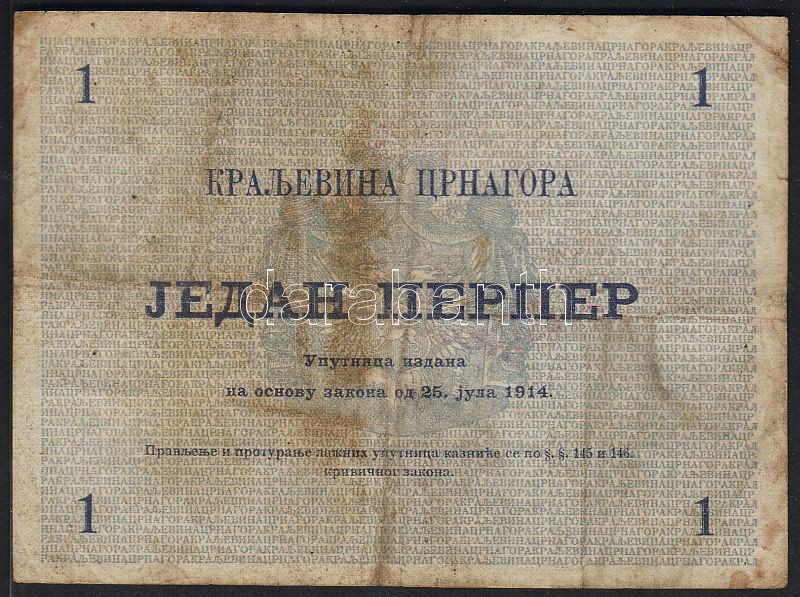 1 1
КРАЉЕВИНА ЦРНАГОРА
ЈЕДАН ПЕРПЕР
darabanth
Упутница издана
на основу закона од 25. јула 1914.
Прављење и протурање лажних упутница казниће се по §. §. 145 и 146.
кривичног закона.
1 1